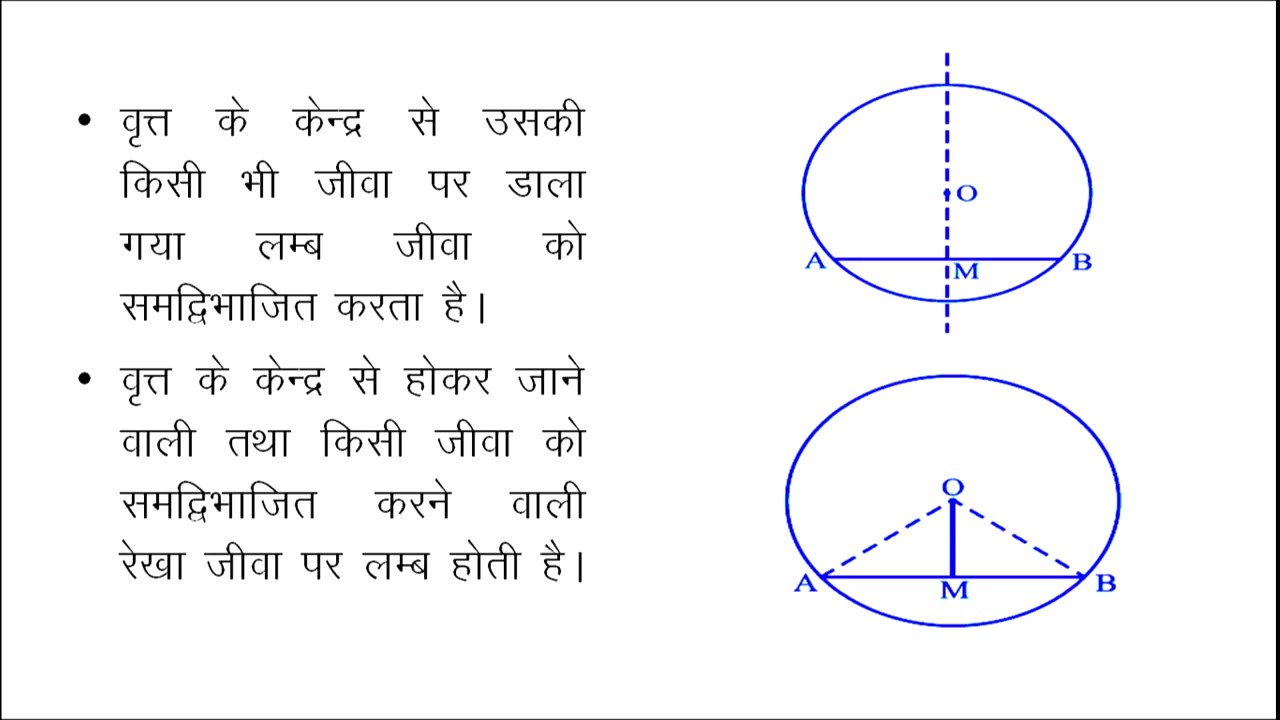 • वृत्त के केन्द्र से उसकी
किसी भी जीवा पर डाला
गया लम्ब जीवा को
समद्विभाजित करता है।
• वृत्त के केन्द्र से होकर जाने
वाली तथा किसी जीवा को
समद्विभाजित करने वाली
रेखा जीवा पर लम्ब होती है।
O
A M B
O
A M B